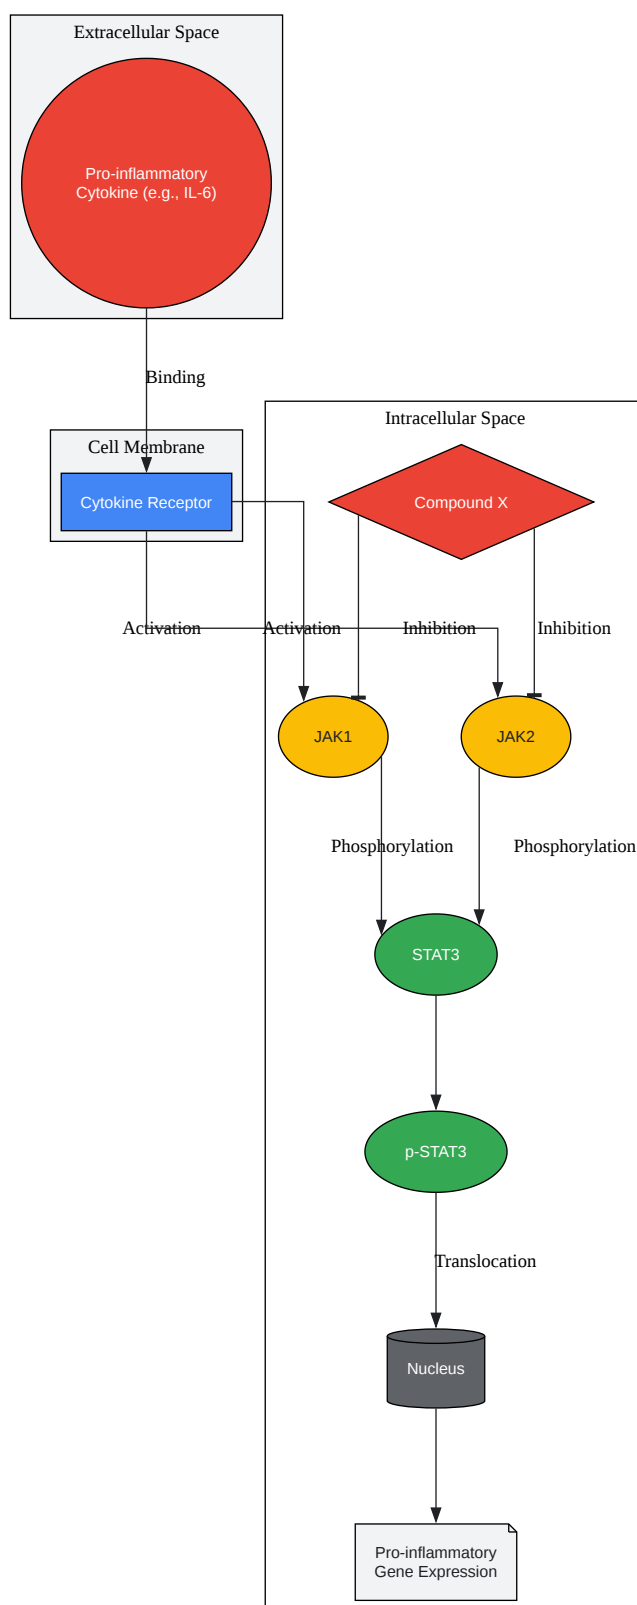 Extracellular Space
Pro-inflammatory
Cytokine (e.g., IL-6)
Binding
Intracellular Space
Cell Membrane
Cytokine Receptor
Compound X
Activation
Activation
Inhibition
Inhibition
JAK1
JAK2
Phosphorylation
Phosphorylation
STAT3
p-STAT3
Translocation
Nucleus
Pro-inflammatory
Gene Expression